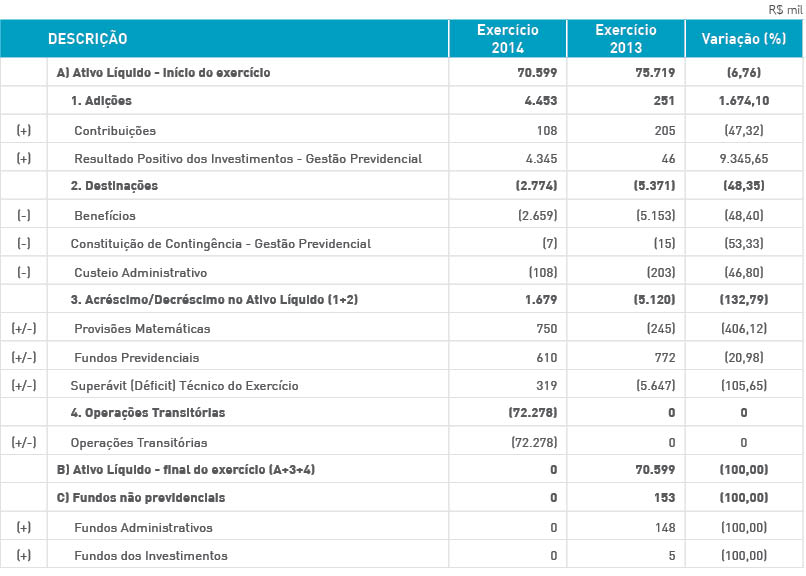 R$ mil
DESCRIÇÃO Exercício 2014 Exercício 2013 Variação (%)
A) Ativo Líquido - Início do exercício 70.599 75.719 (6,76)
1. Adições 4.453 251 1.674,10
(+) Contribuições 108 205 (47,32)
(+) Resultado Positivo dos Investimentos - Gestão Previdencial 4.345 46 9.345,65
2. Destinações (2.774) (5.371) (48,35)
(-) Benefícios (2.659) (5.153) (48,40)
(-) Constituição de Contingência - Gestão Previdencial (7) (15) (53,33)
(-) Custeio Administrativo (108) (203) (46,80)
3. Acréscimo/Decréscimo no Ativo Líquido (1+2) 1.679 (5.120) (132,79)
(+/-) Provisões Matemáticas 750 (245) (406,12)
(+/-) Fundos Previdenciais 610 772 (20,98)
(+/-) Superávit (Déficit) Técnico do Exercício 319 (5.647) (105,65)
4. Operações Transitórias (72.278) 0 0
(+/-) Operações Transitórias (72.278) 0 0
B) Ativo Líquido - final do exercício (A+3+4) 0 70.599 (100,00)
C) Fundos não previdenciais 0 153 (100,00)
(+) Fundos Administrativos 0 148 (100,00)
(+) Fundos dos Investimentos 0 5 (100,00)